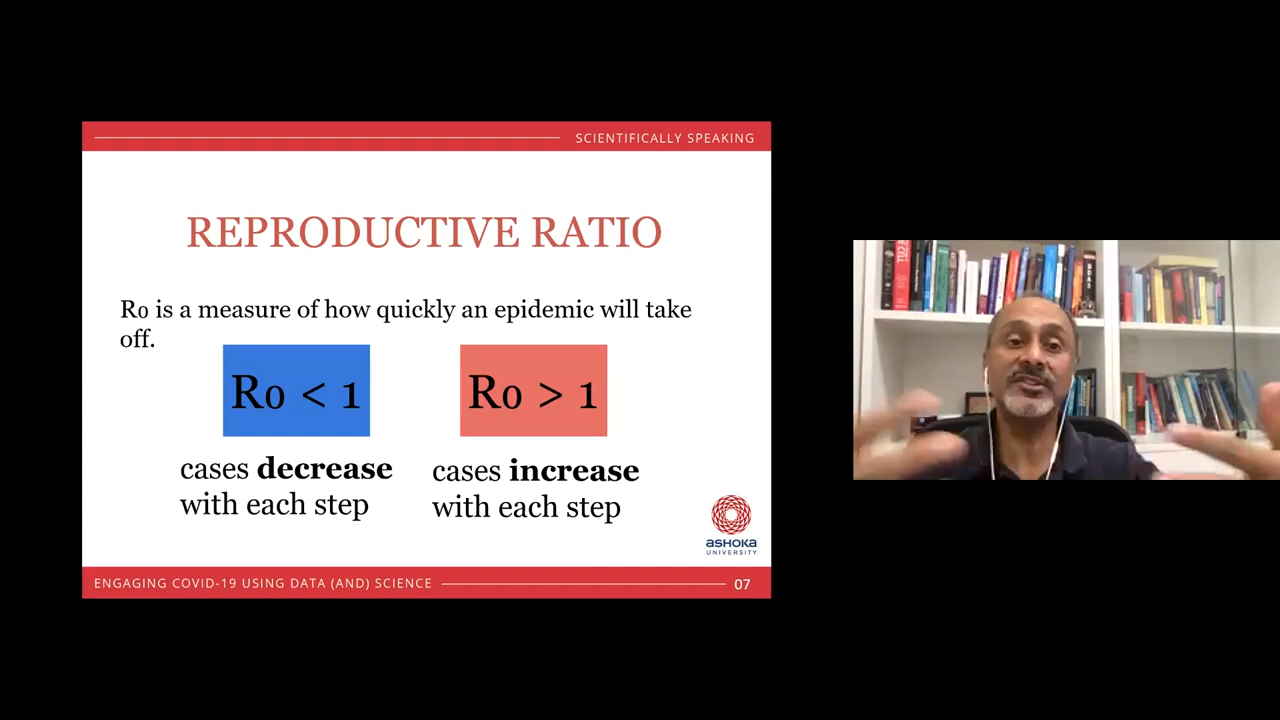 SCIENTIFICALLY SPEAKING
REPRODUCTIVE RATIO
R0 is a measure of how quickly an epidemic will take
off.
R0 < 1
R0 > 1
cases decrease
with each step
cases increase
with each step
ASHOKA
UNIVERSITY
ENGAGING COVID-19 USING DATA (AND) SCIENCE
07